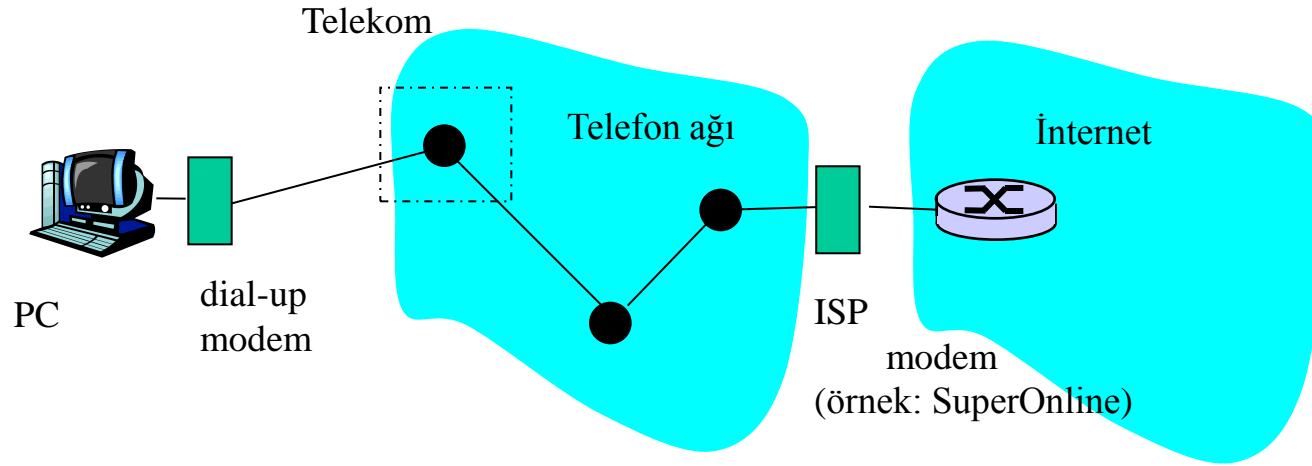 Telekom
Telefon ağı
İnternet
PC
dial-up
modem
ISP
modem
(örnek: SuperOnline)